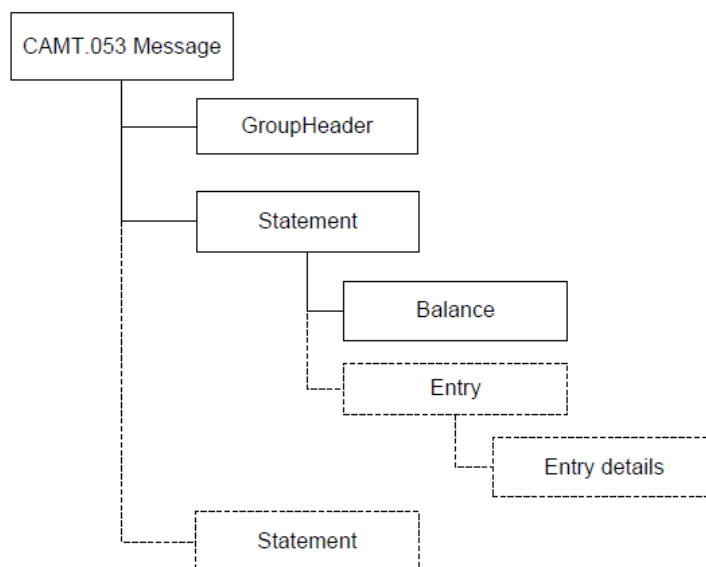 CAMT.053 Message
GroupHeader
Statement
Balance
Entry
Entry details
Statement